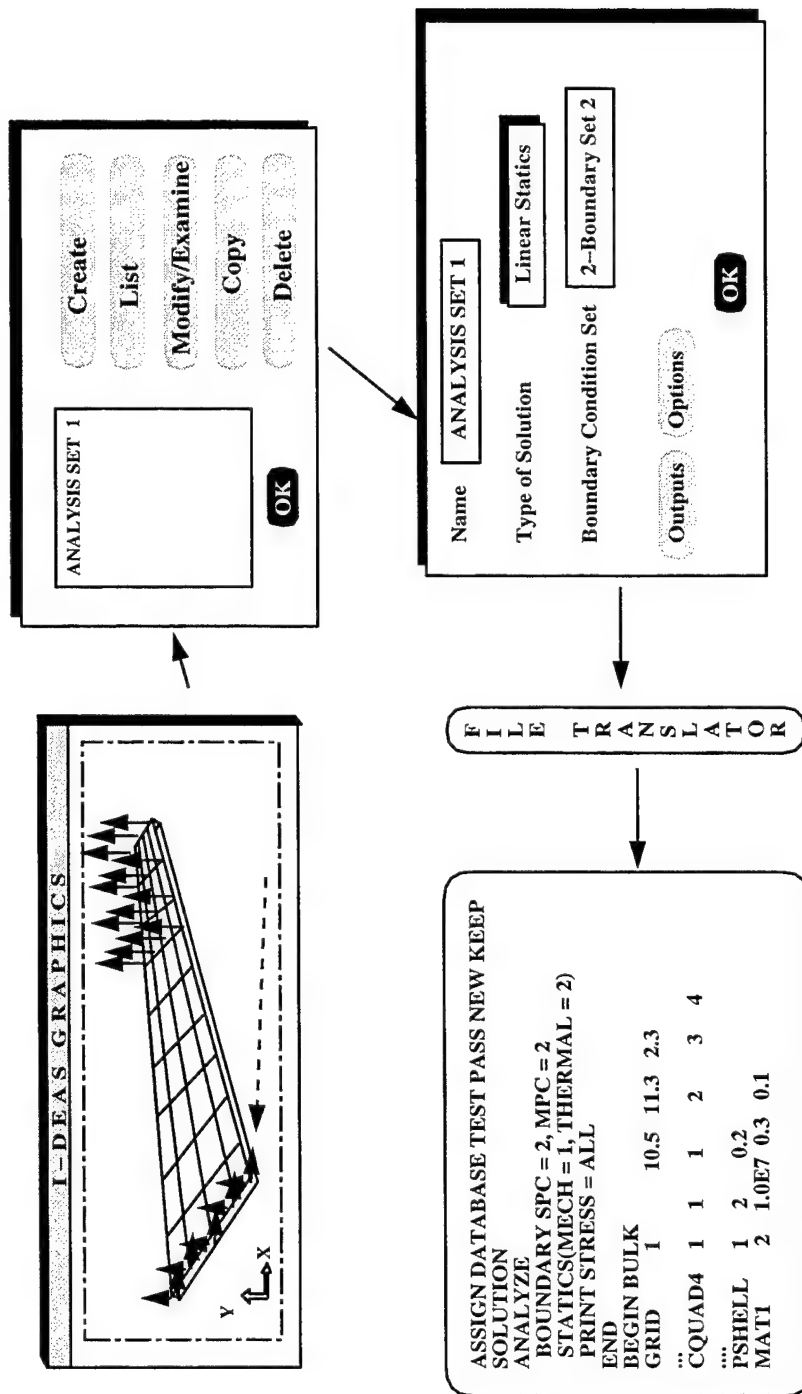 I-DEAS GRAPHICS
Y
X
ANALYSIS SET 1
Create
List
Modify/Examine
Copy
Delete
OK
Name ANALYSIS SET 1
Type of Solution Linear Statics
Boundary Condition Set 2--Boundary Set 2
Outputs Options
OK
FILE TRANSLATOR
ASSIGN DATABASE TEST PASS NEW KEEP
SOLUTION
ANALYZE
BOUNDARY SPC = 2, MPC = 2
STATICS(MECH = 1, THERMAL = 2)
PRINT STRESS = ALL
END
BEGIN BULK
GRID 1 10.5 11.3 2.3
...
CQUAD4 1 1 1 2 3 4
....
PSHELL 1 2 0.2
MAT1 2 1.0E7 0.3 0.1